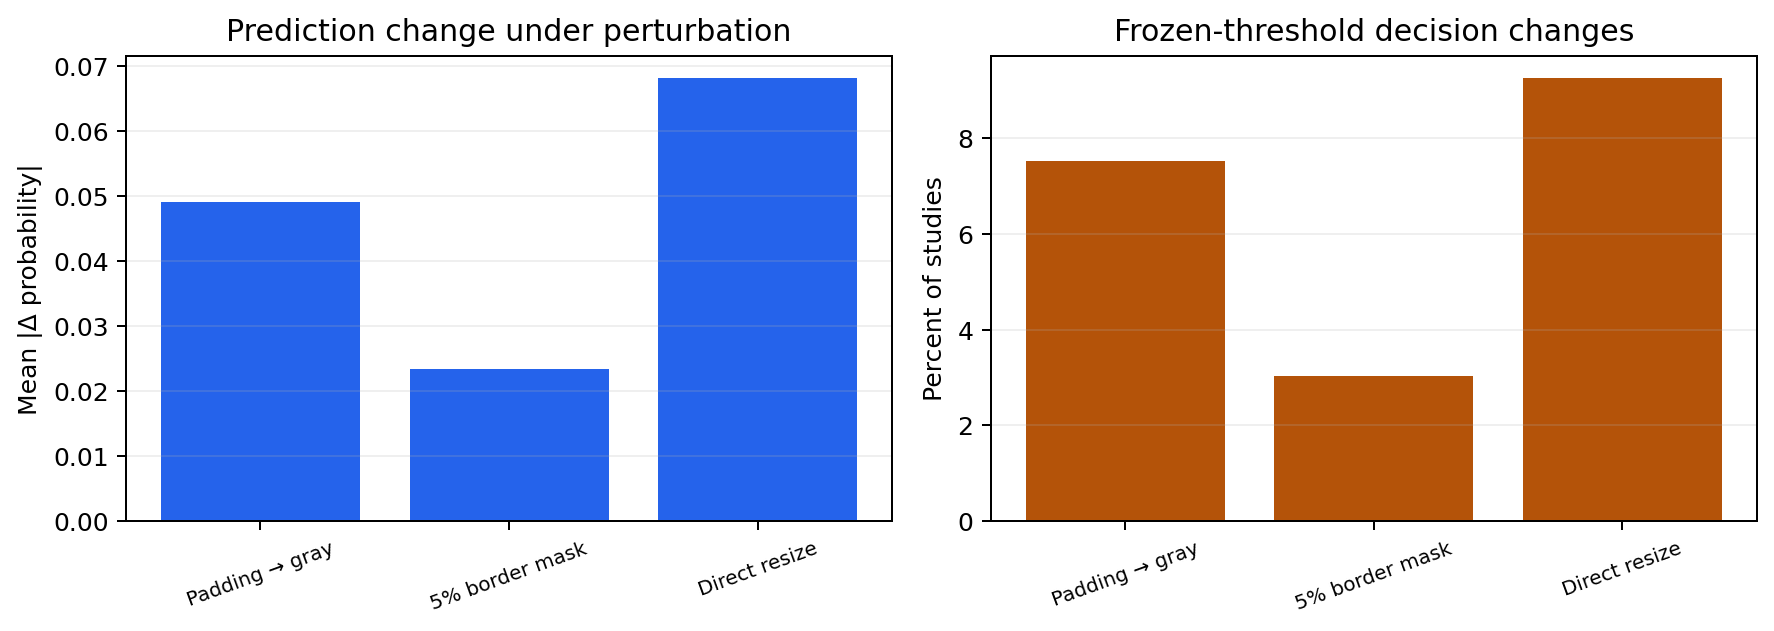 Prediction change under perturbation
Mean |Δ probability|
0.07
0.06
0.05
0.04
0.03
0.02
0.01
0.00
Padding → gray
5% border mask
Direct resize
Frozen-threshold decision changes
Percent of studies
8
6
4
2
0
Padding → gray
5% border mask
Direct resize